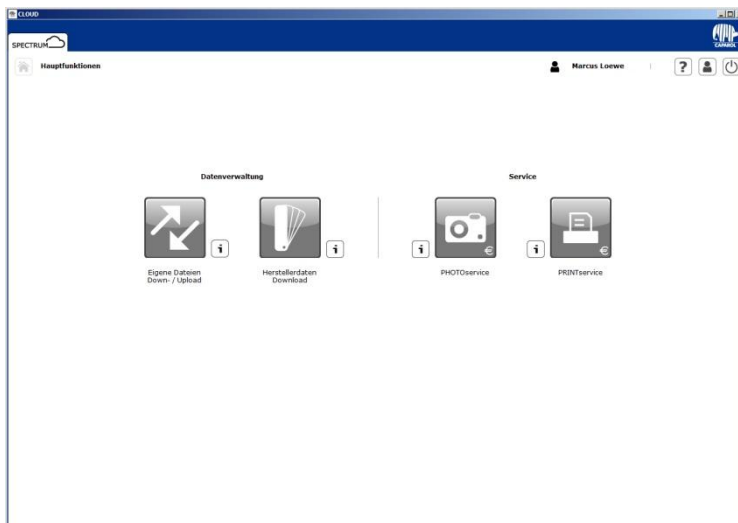 CLOUD
SPECTRUM
CAPAROL
Hauptfunktionen
Marcus Loewe
?
Datenverwaltung
Service
i
i
i
i
€
€
Eigene Dateien
Down- / Upload
Herstellerdaten
Download
PHOTOservice
PRINTservice